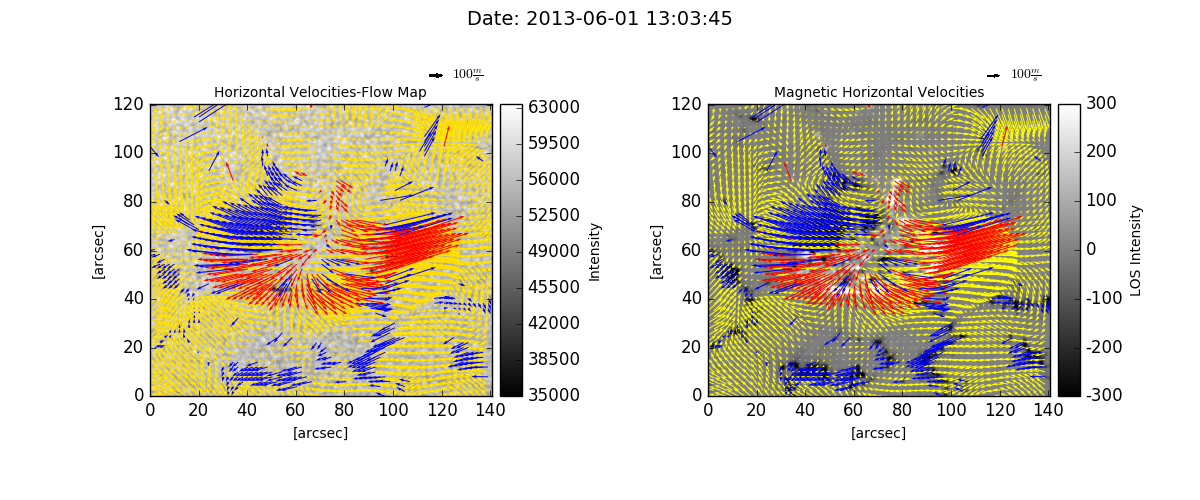 Date: 2013-06-01 13:03:45
100 m/s
Horizontal Velocities-Flow Map
120
100
80
60
40
20
0
[arcsec]
0 20 40 60 80 100 120 140
[arcsec]
63000
59500
56000
52500
49000
45500
42000
38500
35000
Intensity
100 m/s
Magnetic Horizontal Velocities
120
100
80
60
40
20
0
[arcsec]
0 20 40 60 80 100 120 140
[arcsec]
300
200
100
0
-100
-200
-300
LOS Intensity